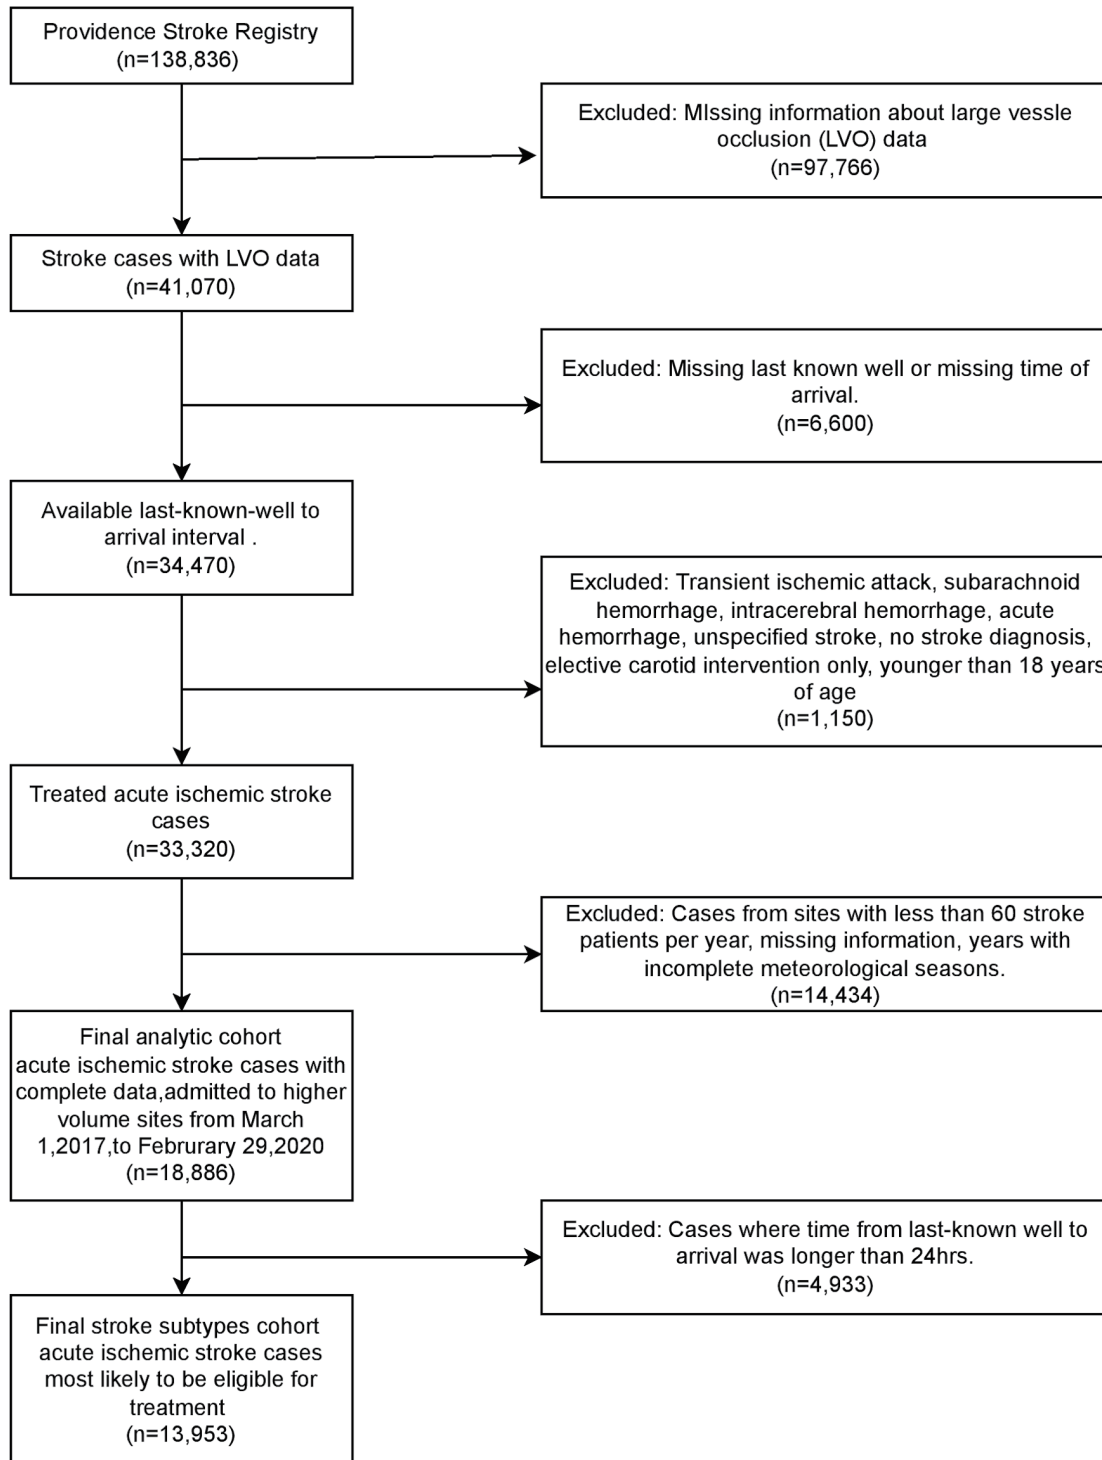 Providence Stroke Registry
(n=138,836)
Excluded: MIssing information about large vessle
occlusion (LVO) data
(n=97,766)
Stroke cases with LVO data
(n=41,070)
Excluded: Missing last known well or missing time of
arrival.
(n=6,600)
Available last-known-well to
arrival interval .
(n=34,470)
Excluded: Transient ischemic attack, subarachnoid
hemorrhage, intracerebral hemorrhage, acute
hemorrhage, unspecified stroke, no stroke diagnosis,
elective carotid intervention only, younger than 18 years
of age
(n=1,150)
Treated acute ischemic stroke
cases
(n=33,320)
Excluded: Cases from sites with less than 60 stroke
patients per year, missing information, years with
incomplete meteorological seasons.
(n=14,434)
Final analytic cohort
acute ischemic stroke cases with
complete data,admitted to higher
volume sites from March
1,2017,to Februrary 29,2020
(n=18,886)
Excluded: Cases where time from last-known well to
arrival was longer than 24hrs.
(n=4,933)
Final stroke subtypes cohort
acute ischemic stroke cases
most likely to be eligible for
treatment
(n=13,953)